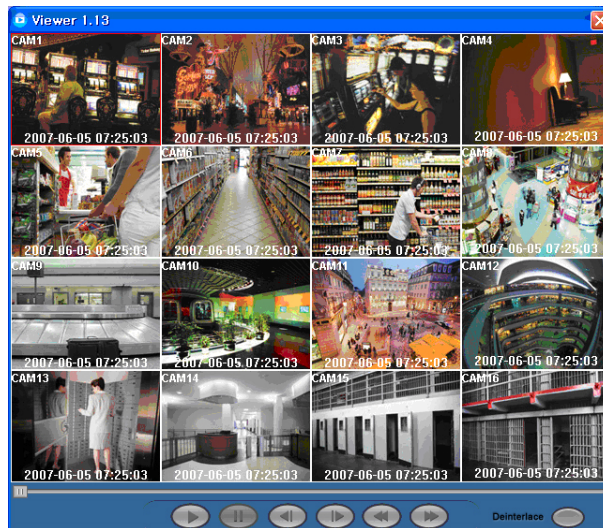 Viewer 1.13
CAM1 CAM2 CAM3 CAM4
2007-06-05 07:25:03 2007-06-05 07:25:03 2007-06-05 07:25:03 2007-06-05 07:25:03
CAM5 CAM6 CAM7 CAM8
2007-06-05 07:25:03 2007-06-05 07:25:03 2007-06-05 07:25:03 2007-06-05 07:25:03
CAM9 CAM10 CAM11 CAM12
2007-06-05 07:25:03 2007-06-05 07:25:03 2007-06-05 07:25:03 2007-06-05 07:25:03
CAM13 CAM14 CAM15 CAM16
2007-06-05 07:25:03 2007-06-05 07:25:03 2007-06-05 07:25:03 2007-06-05 07:25:03
Deinterlace